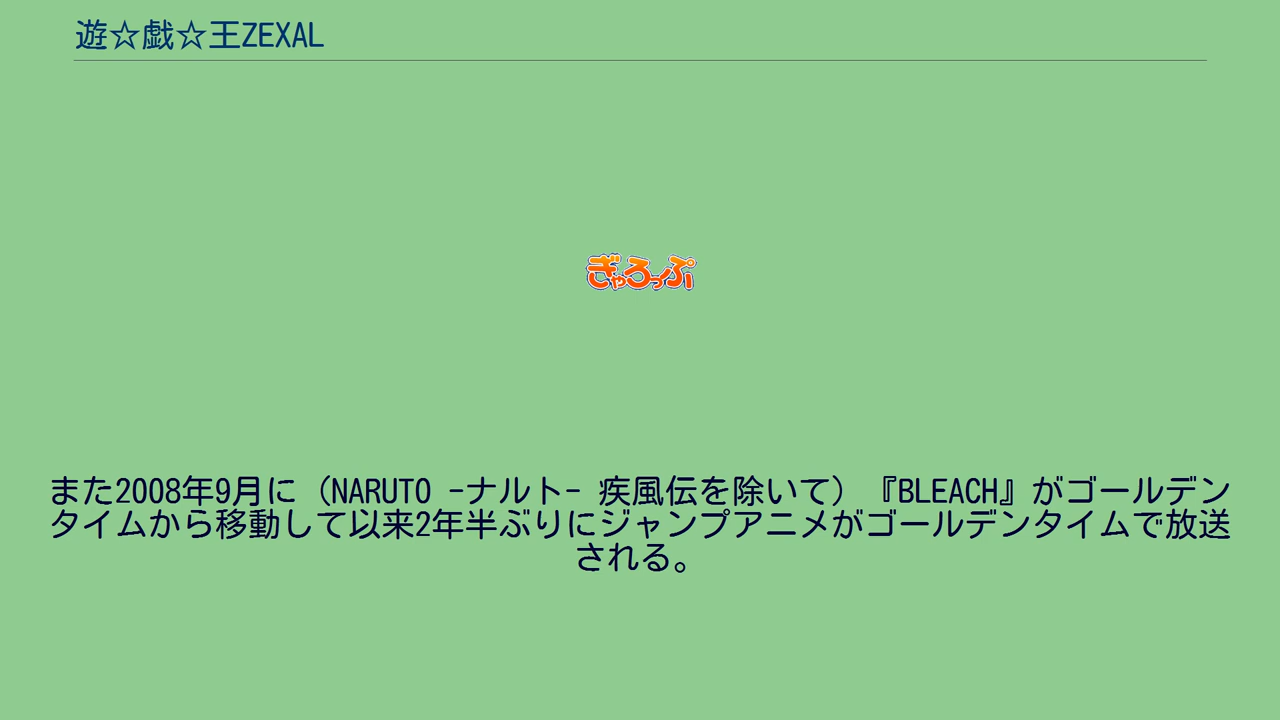 遊☆戯☆王ZEXAL
ぎゃろっぷ
また2008年9月に（NARUTO -ナルト- 疾風伝を除いて）『BLEACH』がゴールデン
タイムから移動して以来2年半ぶりにジャンプアニメがゴールデンタイムで放送
される。